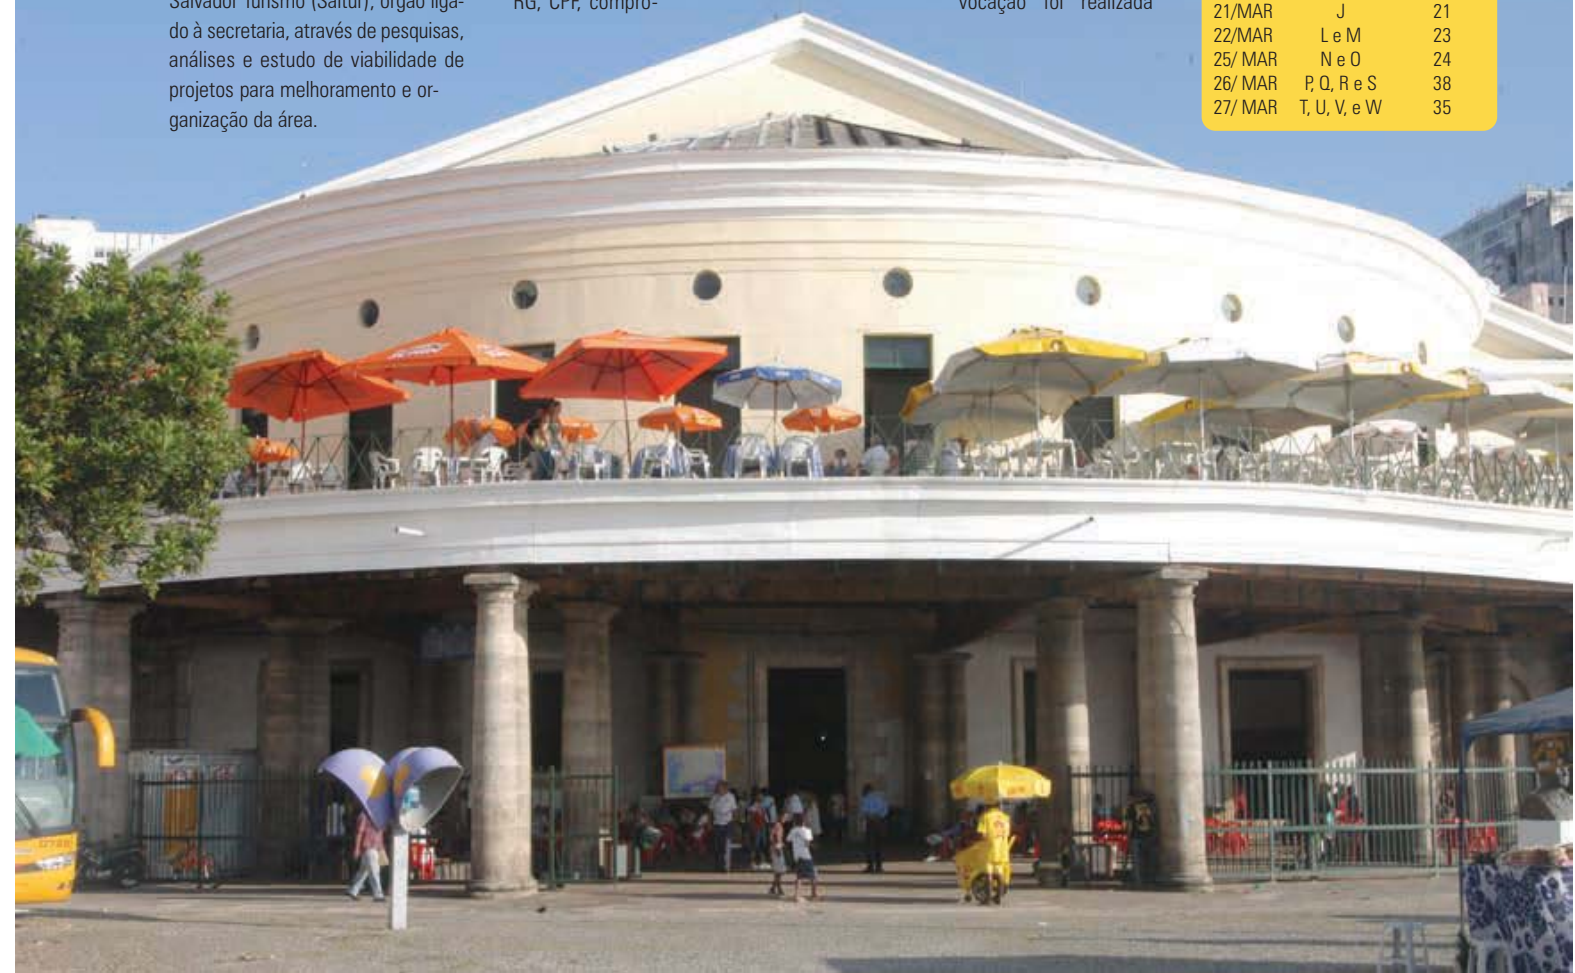 Salvador Turismo (Saltur), órgão liga-
do à secretaria, através de pesquisas,
análises e estudo de viabilidade de
projetos para melhoramento e or-
ganização da área.
RG, CPF, compro-
vocação foi realizada
21/MAR J 21
22/MAR L e M 23
25/ MAR N e O 24
26/ MAR P, Q, R e S 38
27/ MAR T, U, V, e W 35